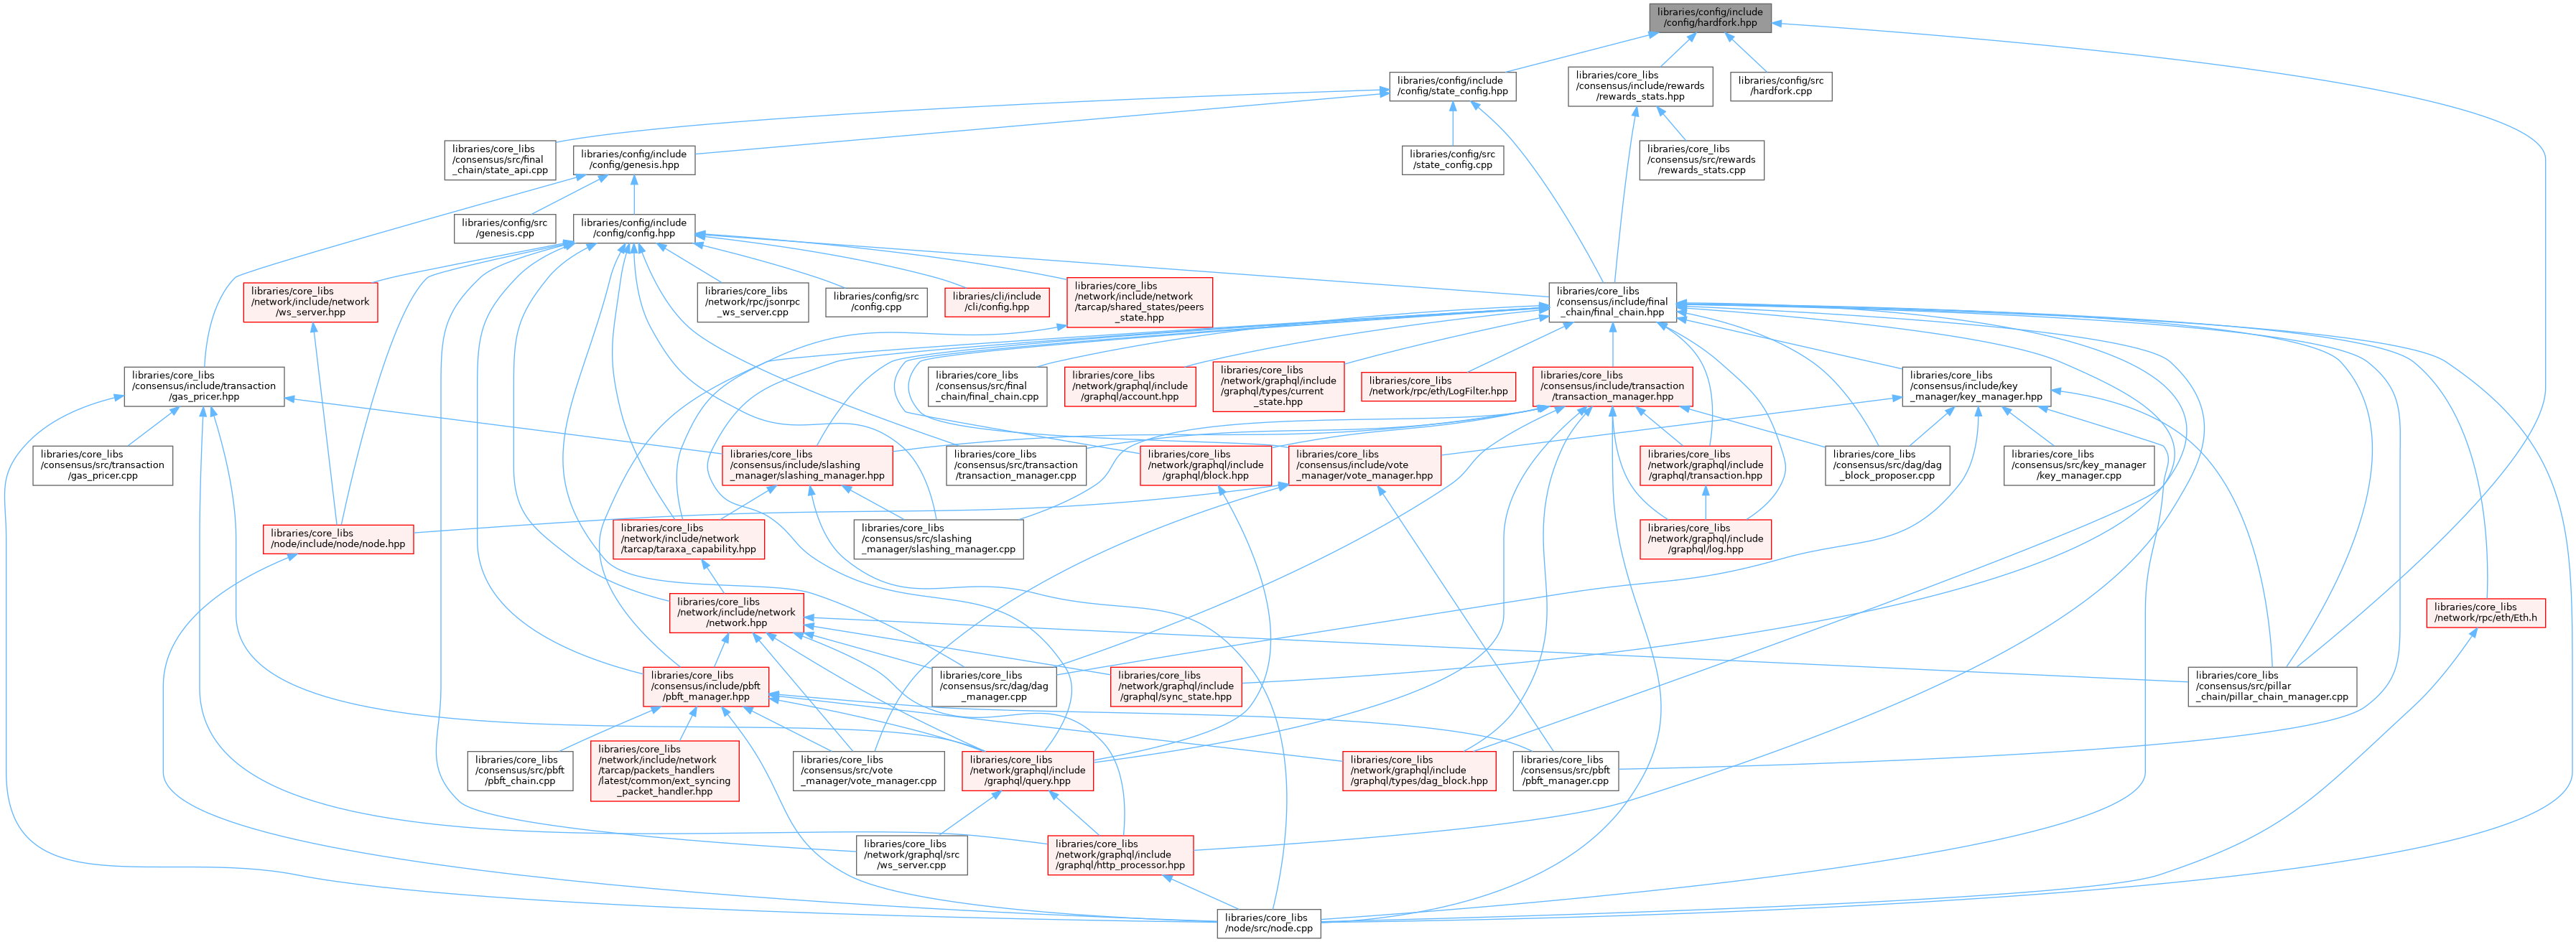 libraries/config/include
/config/hardfork.hpp
libraries/config/include
/config/state_config.hpp
libraries/core_libs
/consensus/include/rewards
/rewards_stats.hpp
libraries/config/src
/hardfork.cpp
libraries/core_libs
/consensus/src/final
_chain/state_api.cpp
libraries/config/include
/config/genesis.hpp
libraries/config/src
/state_config.cpp
libraries/core_libs
/consensus/src/rewards
/rewards_stats.cpp
libraries/config/src
/genesis.cpp
libraries/config/include
/config/config.hpp
libraries/core_libs
/network/include/network
/ws_server.hpp
libraries/core_libs
/network/rpc/jsonrpc
_ws_server.cpp
libraries/config/src
/config.cpp
libraries/cli/include
/cli/config.hpp
libraries/core_libs
/network/include/network
/tarcap/shared_states/peers
_state.hpp
libraries/core_libs
/consensus/include/final
_chain/final_chain.hpp
libraries/core_libs
/consensus/include/transaction
/gas_pricer.hpp
libraries/core_libs
/consensus/src/final
_chain/final_chain.cpp
libraries/core_libs
/network/graphql/include
/graphql/account.hpp
libraries/core_libs
/network/graphql/include
/graphql/types/current
_state.hpp
libraries/core_libs
/network/rpc/eth/LogFilter.hpp
libraries/core_libs
/consensus/include/transaction
/transaction_manager.hpp
libraries/core_libs
/consensus/include/key
_manager/key_manager.hpp
libraries/core_libs
/consensus/src/transaction
/gas_pricer.cpp
libraries/core_libs
/consensus/include/slashing
_manager/slashing_manager.hpp
libraries/core_libs
/consensus/src/transaction
/transaction_manager.cpp
libraries/core_libs
/network/graphql/include
/graphql/block.hpp
libraries/core_libs
/consensus/include/vote
_manager/vote_manager.hpp
libraries/core_libs
/network/graphql/include
/graphql/transaction.hpp
libraries/core_libs
/consensus/src/dag/dag
_block_proposer.cpp
libraries/core_libs
/consensus/src/key_manager
/key_manager.cpp
libraries/core_libs
/node/include/node/node.hpp
libraries/core_libs
/network/include/network
/tarcap/taraxa_capability.hpp
libraries/core_libs
/consensus/src/slashing
_manager/slashing_manager.cpp
libraries/core_libs
/network/graphql/include
/graphql/log.hpp
libraries/core_libs
/network/include/network
/network.hpp
libraries/core_libs
/network/rpc/eth/Eth.h
libraries/core_libs
/consensus/include/pbft
/pbft_manager.hpp
libraries/core_libs
/consensus/src/dag/dag
_manager.cpp
libraries/core_libs
/network/graphql/include
/graphql/sync_state.hpp
libraries/core_libs
/consensus/src/pillar
_chain/pillar_chain_manager.cpp
libraries/core_libs
/consensus/src/pbft
/pbft_chain.cpp
libraries/core_libs
/network/include/network
/tarcap/packets_handlers
/latest/common/ext_syncing
_packet_handler.hpp
libraries/core_libs
/consensus/src/vote
_manager/vote_manager.cpp
libraries/core_libs
/network/graphql/include
/graphql/query.hpp
libraries/core_libs
/network/graphql/include
/graphql/types/dag_block.hpp
libraries/core_libs
/consensus/src/pbft
/pbft_manager.cpp
libraries/core_libs
/network/graphql/src
/ws_server.cpp
libraries/core_libs
/network/graphql/include
/graphql/http_processor.hpp
libraries/core_libs
/node/src/node.cpp